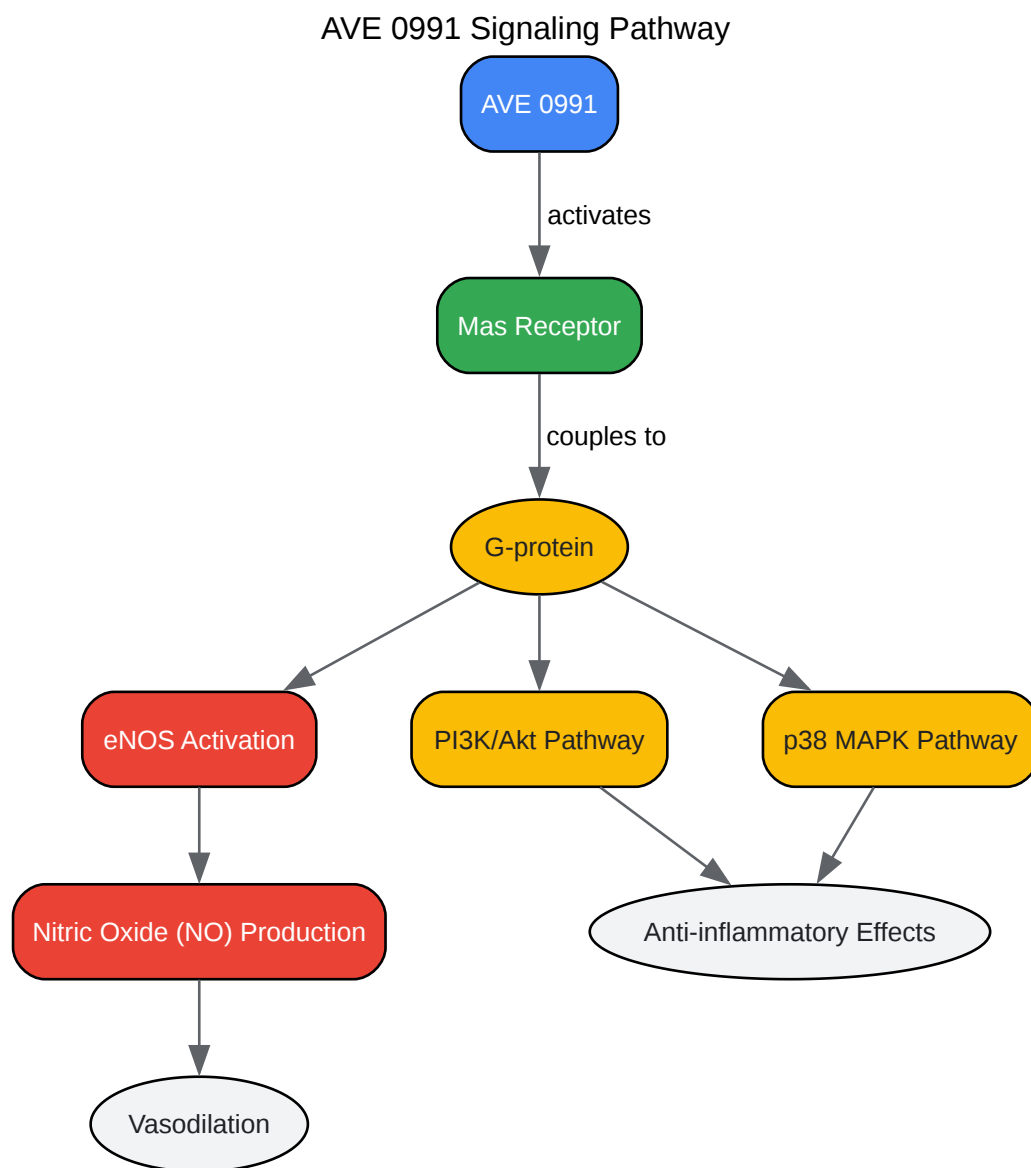 AVE 0991 Signaling Pathway
AVE 0991
activates
Mas Receptor
couples to
G-protein
eNOS Activation
PI3K/Akt Pathway
p38 MAPK Pathway
Nitric Oxide (NO) Production
Anti-inflammatory Effects
Vasodilation